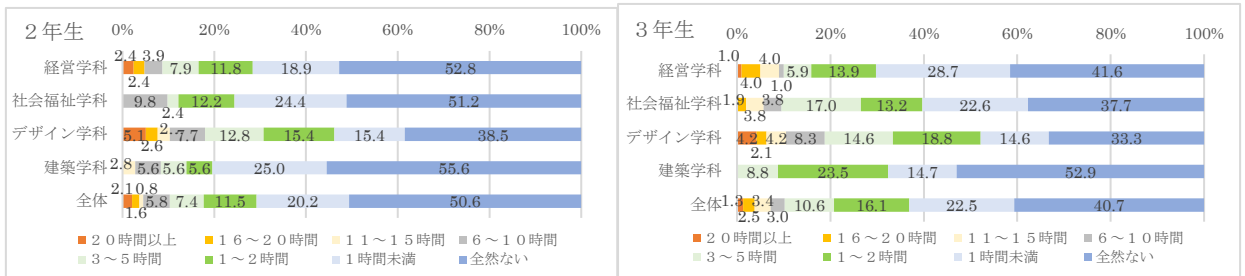 2年生
0% 20% 40% 60% 80% 100%
経営学科 2.4 2.4 3.9 7.9 11.8 18.9 52.8
社会福祉学科 9.8 2.4 12.2 24.4 51.2
デザイン学科 5.1 2.6 2... 7.7 12.8 15.4 15.4 38.5
建築学科 2.8 5.6 5.6 5.6 25.0 55.6
全体 2.1 1.6 0.8 5.8 7.4 11.5 20.2 50.6
20時間以上 16~20時間 11~15時間 6~10時間
3~5時間 1~2時間 1時間未満 全然ない
3年生
0% 20% 40% 60% 80% 100%
経営学科 1.0 4.0 4.0 1.0 5.9 13.9 28.7 41.6
社会福祉学科 1.9 3.8 3.8 17.0 13.2 22.6 37.7
デザイン学科 4.2 2.1 4.2 8.3 14.6 18.8 14.6 33.3
建築学科 8.8 23.5 14.7 52.9
全体 1.3 2.5 3.4 3.0 10.6 16.1 22.5 40.7
20時間以上 16~20時間 11~15時間 6~10時間
3~5時間 1~2時間 1時間未満 全然ない